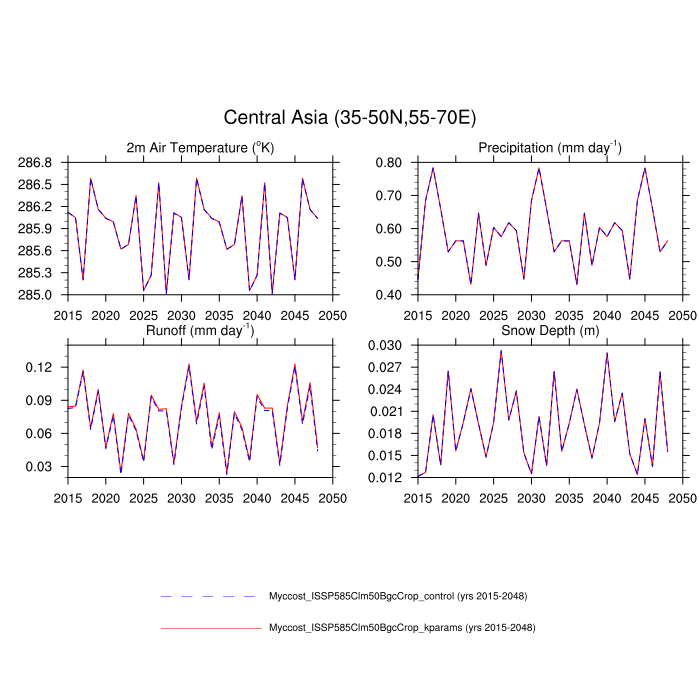 Central Asia (35-50N,55-70E)
2m Air Temperature (°K)
Precipitation (mm day-1)
286.8
286.5
286.2
285.9
285.6
285.3
285.0
2015 2020 2025 2030 2035 2040 2045 2050
0.80
0.70
0.60
0.50
0.40
2015 2020 2025 2030 2035 2040 2045 2050
Runoff (mm day-1)
Snow Depth (m)
0.12
0.09
0.06
0.03
2015 2020 2025 2030 2035 2040 2045 2050
0.030
0.027
0.024
0.021
0.018
0.015
0.012
2015 2020 2025 2030 2035 2040 2045 2050
Myccost_ISSP585Clm50BgcCrop_control (yrs 2015-2048)
Myccost_ISSP585Clm50BgcCrop_kparams (yrs 2015-2048)